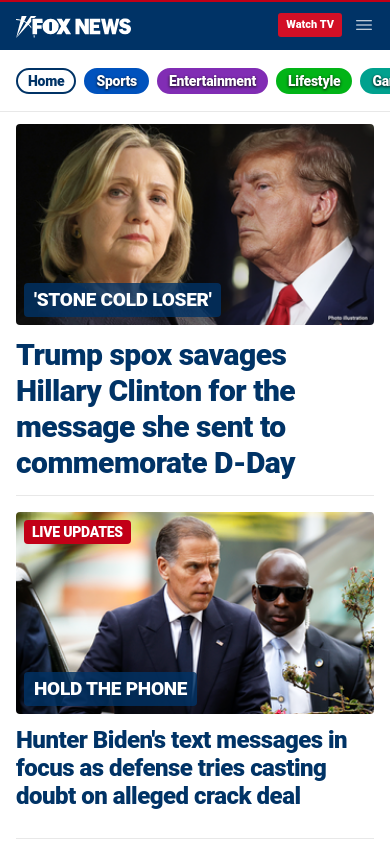 FOX NEWS
Watch TV
Home
Sports
Entertainment
Lifestyle
Ga
'STONE COLD LOSER'
Photo illustration
Trump spox savages
Hillary Clinton for the
message she sent to
commemorate D-Day
LIVE UPDATES
HOLD THE PHONE
Hunter Biden's text messages in
focus as defense tries casting
doubt on alleged crack deal